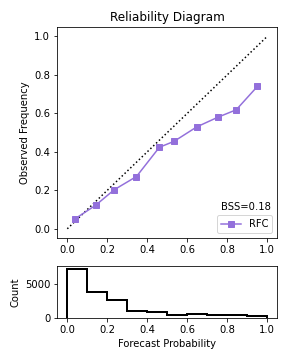 Reliability Diagram
Observed Frequency
1.0
0.8
0.6
0.4
0.2
0.0
BSS=0.18
RFC
0.0 0.2 0.4 0.6 0.8 1.0
Count
5000
0
0.0 0.2 0.4 0.6 0.8 1.0
Forecast Probability